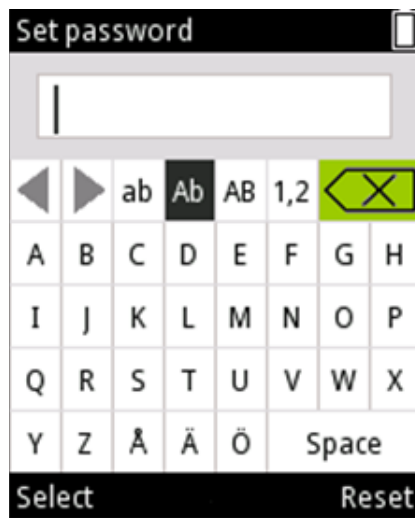 Set password
ab Ab AB 1,2
A B C D E F G H
I J K L M N O P
Q R S T U V W X
Y Z Å Ä Ö Space
Select Reset